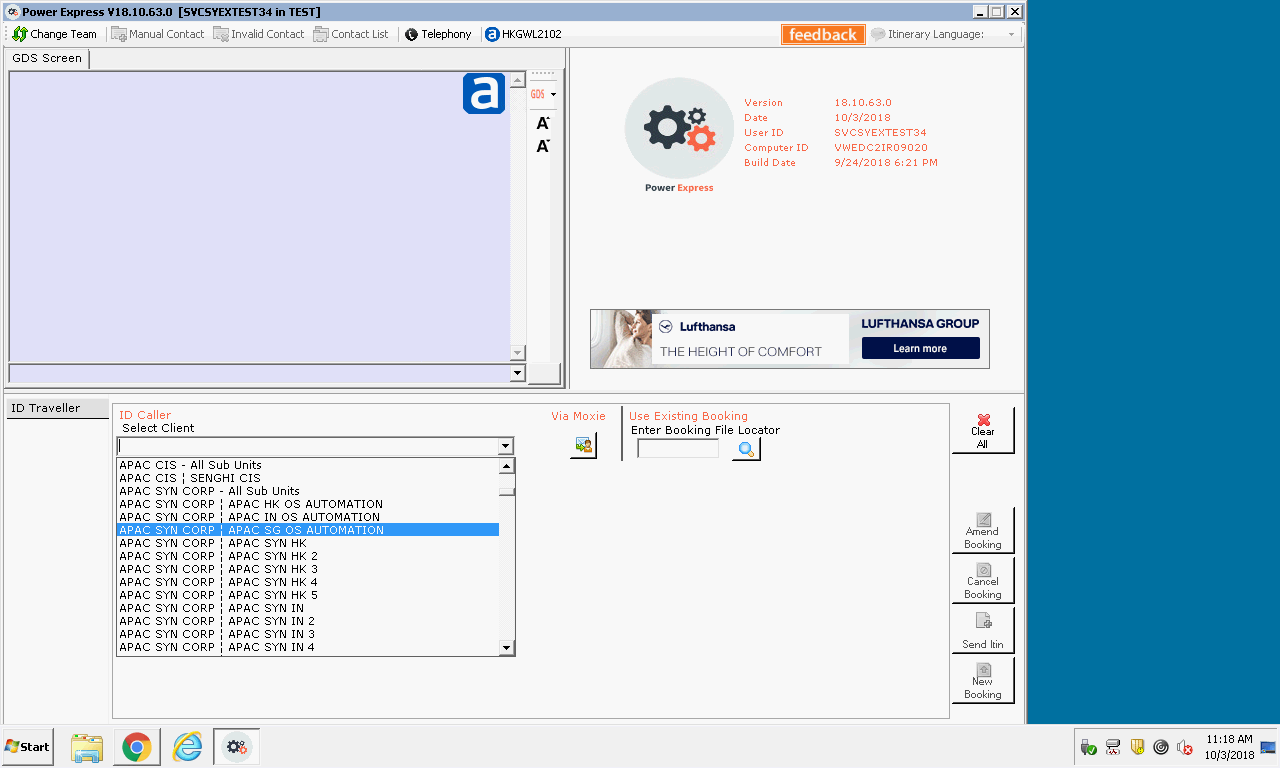 Power Express V18.10.63.0 [SVCSYEXTEST34 in TEST]
Change Team
Contact
Invalid Contact
Contact List
Telephony
a HKGWL2102
feedback
Itinerary Language:
GDS Screen
a
GDS
A
A
Power Express
Version 18.10.63.0
Date 10/3/2018
User ID SVCSYEXTEST34
Computer ID VWEDC2IR09020
Build Date 9/24/2018 6:21 PM
Lufthansa
THE HEIGHT OF COMFORT
LUFTHANSA GROUP
Learn more
ID Traveller
ID Caller
Select Client
Via Moxie
Use Existing Booking
Enter Booking File Locator
APAC CIS - All Sub Units
APAC CIS ¦ SENGHI CIS
APAC SYN CORP - All Sub Units
APAC SYN CORP ¦ APAC HK OS AUTOMATION
APAC SYN CORP ¦ APAC IN OS AUTOMATION
APAC SYN CORP ¦ APAC SG OS AUTOMATION
APAC SYN CORP ¦ APAC SYN HK
APAC SYN CORP ¦ APAC SYN HK 2
APAC SYN CORP ¦ APAC SYN HK 3
APAC SYN CORP ¦ APAC SYN HK 4
APAC SYN CORP ¦ APAC SYN HK 5
APAC SYN CORP ¦ APAC SYN IN
APAC SYN CORP ¦ APAC SYN IN 2
APAC SYN CORP ¦ APAC SYN IN 3
APAC SYN CORP ¦ APAC SYN IN 4
Clear
All
Amend
Booking
Cancel
Booking
Send Itin
New
Booking
Start
11:18 AM
10/3/2018